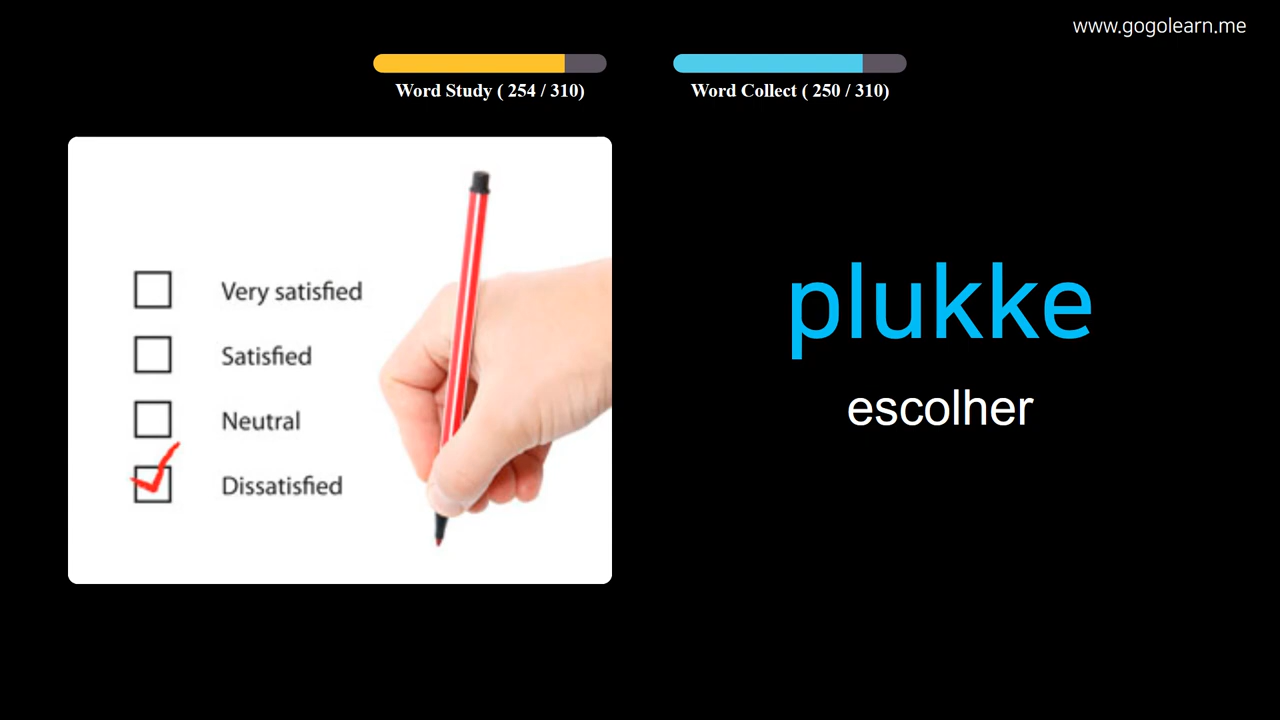 www.gogolearn.me
Word Study ( 254 / 310)
Word Collect ( 250 / 310)
Very satisfied
Satisfied
Neutral
Dissatisfied
plukke
escolher